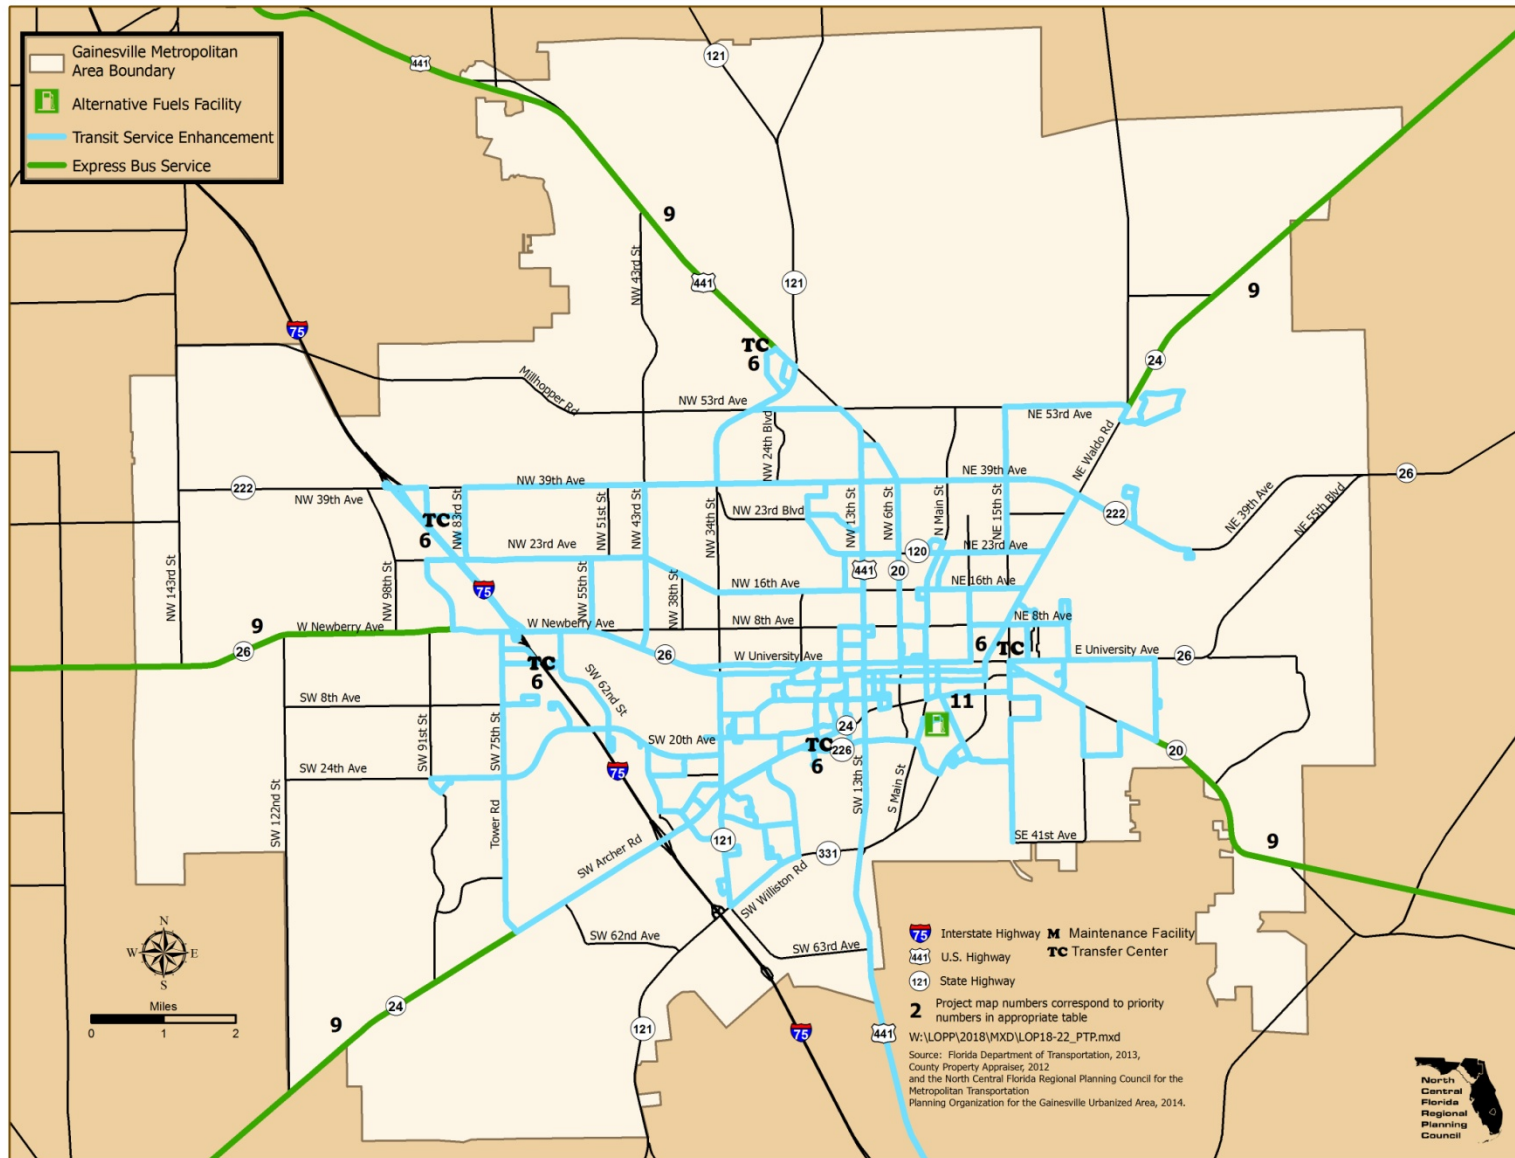 Gainesville Metropolitan
Area Boundary
Alternative Fuels Facility
Transit Service Enhancement
Express Bus Service
441
121
9
NW 43rd St
441
121
9
75
TC
6
24
Millhopper Rd
NW 53rd Ave
NE 53rd Ave
NW 24th Blvd
NE Waldo Rd
222
NW 39th Ave
NW 83rd St
NW 39th Ave
NE 39th Ave
26
TC
6
NW 51st St
NW 43rd St
NW 34th St
NW 23rd Blvd
NW 13th St
NW 6th St
N Main St
NE 15th St
222
NE 39th Ave
NE 55th Blvd
NW 143rd St
NW 98th St
NW 23rd Ave
120
NE 23rd Ave
75
NW 55th St
NW 38th St
NW 16th Ave
441
20
NE 16th Ave
9
W Newberry Ave
W Newberry Ave
NW 8th Ave
NE 8th Ave
26
26
W University Ave
6
TC
E University Ave
26
TC
6
SW 62nd St
SW 8th Ave
SW 91st St
SW 75th St
11
24
SW 20th Ave
TC
226
6
20
SW 24th Ave
75
SW 122nd St
Tower Rd
SW 13th St
S Main St
SW Archer Rd
121
331
SE 41st Ave
9
SW Williston Rd
SW 62nd Ave
SW 63rd Ave
N
W
E
S
Miles
0
1
2
24
9
121
75
441
75
Interstate Highway
M
Maintenance Facility
441
U.S. Highway
TC
Transfer Center
121
State Highway
2
Project map numbers correspond to priority
numbers in appropriate table
W:\LOPP\2018\MXD\LOP18-22_PTP.mxd
Source: Florida Department of Transportation, 2013,
County Property Appraiser, 2012
and the North Central Florida Regional Planning Council for the
Metropolitan Transportation
Planning Organization for the Gainesville Urbanized Area, 2014.
North
Central
Florida
Regional
Planning
Council